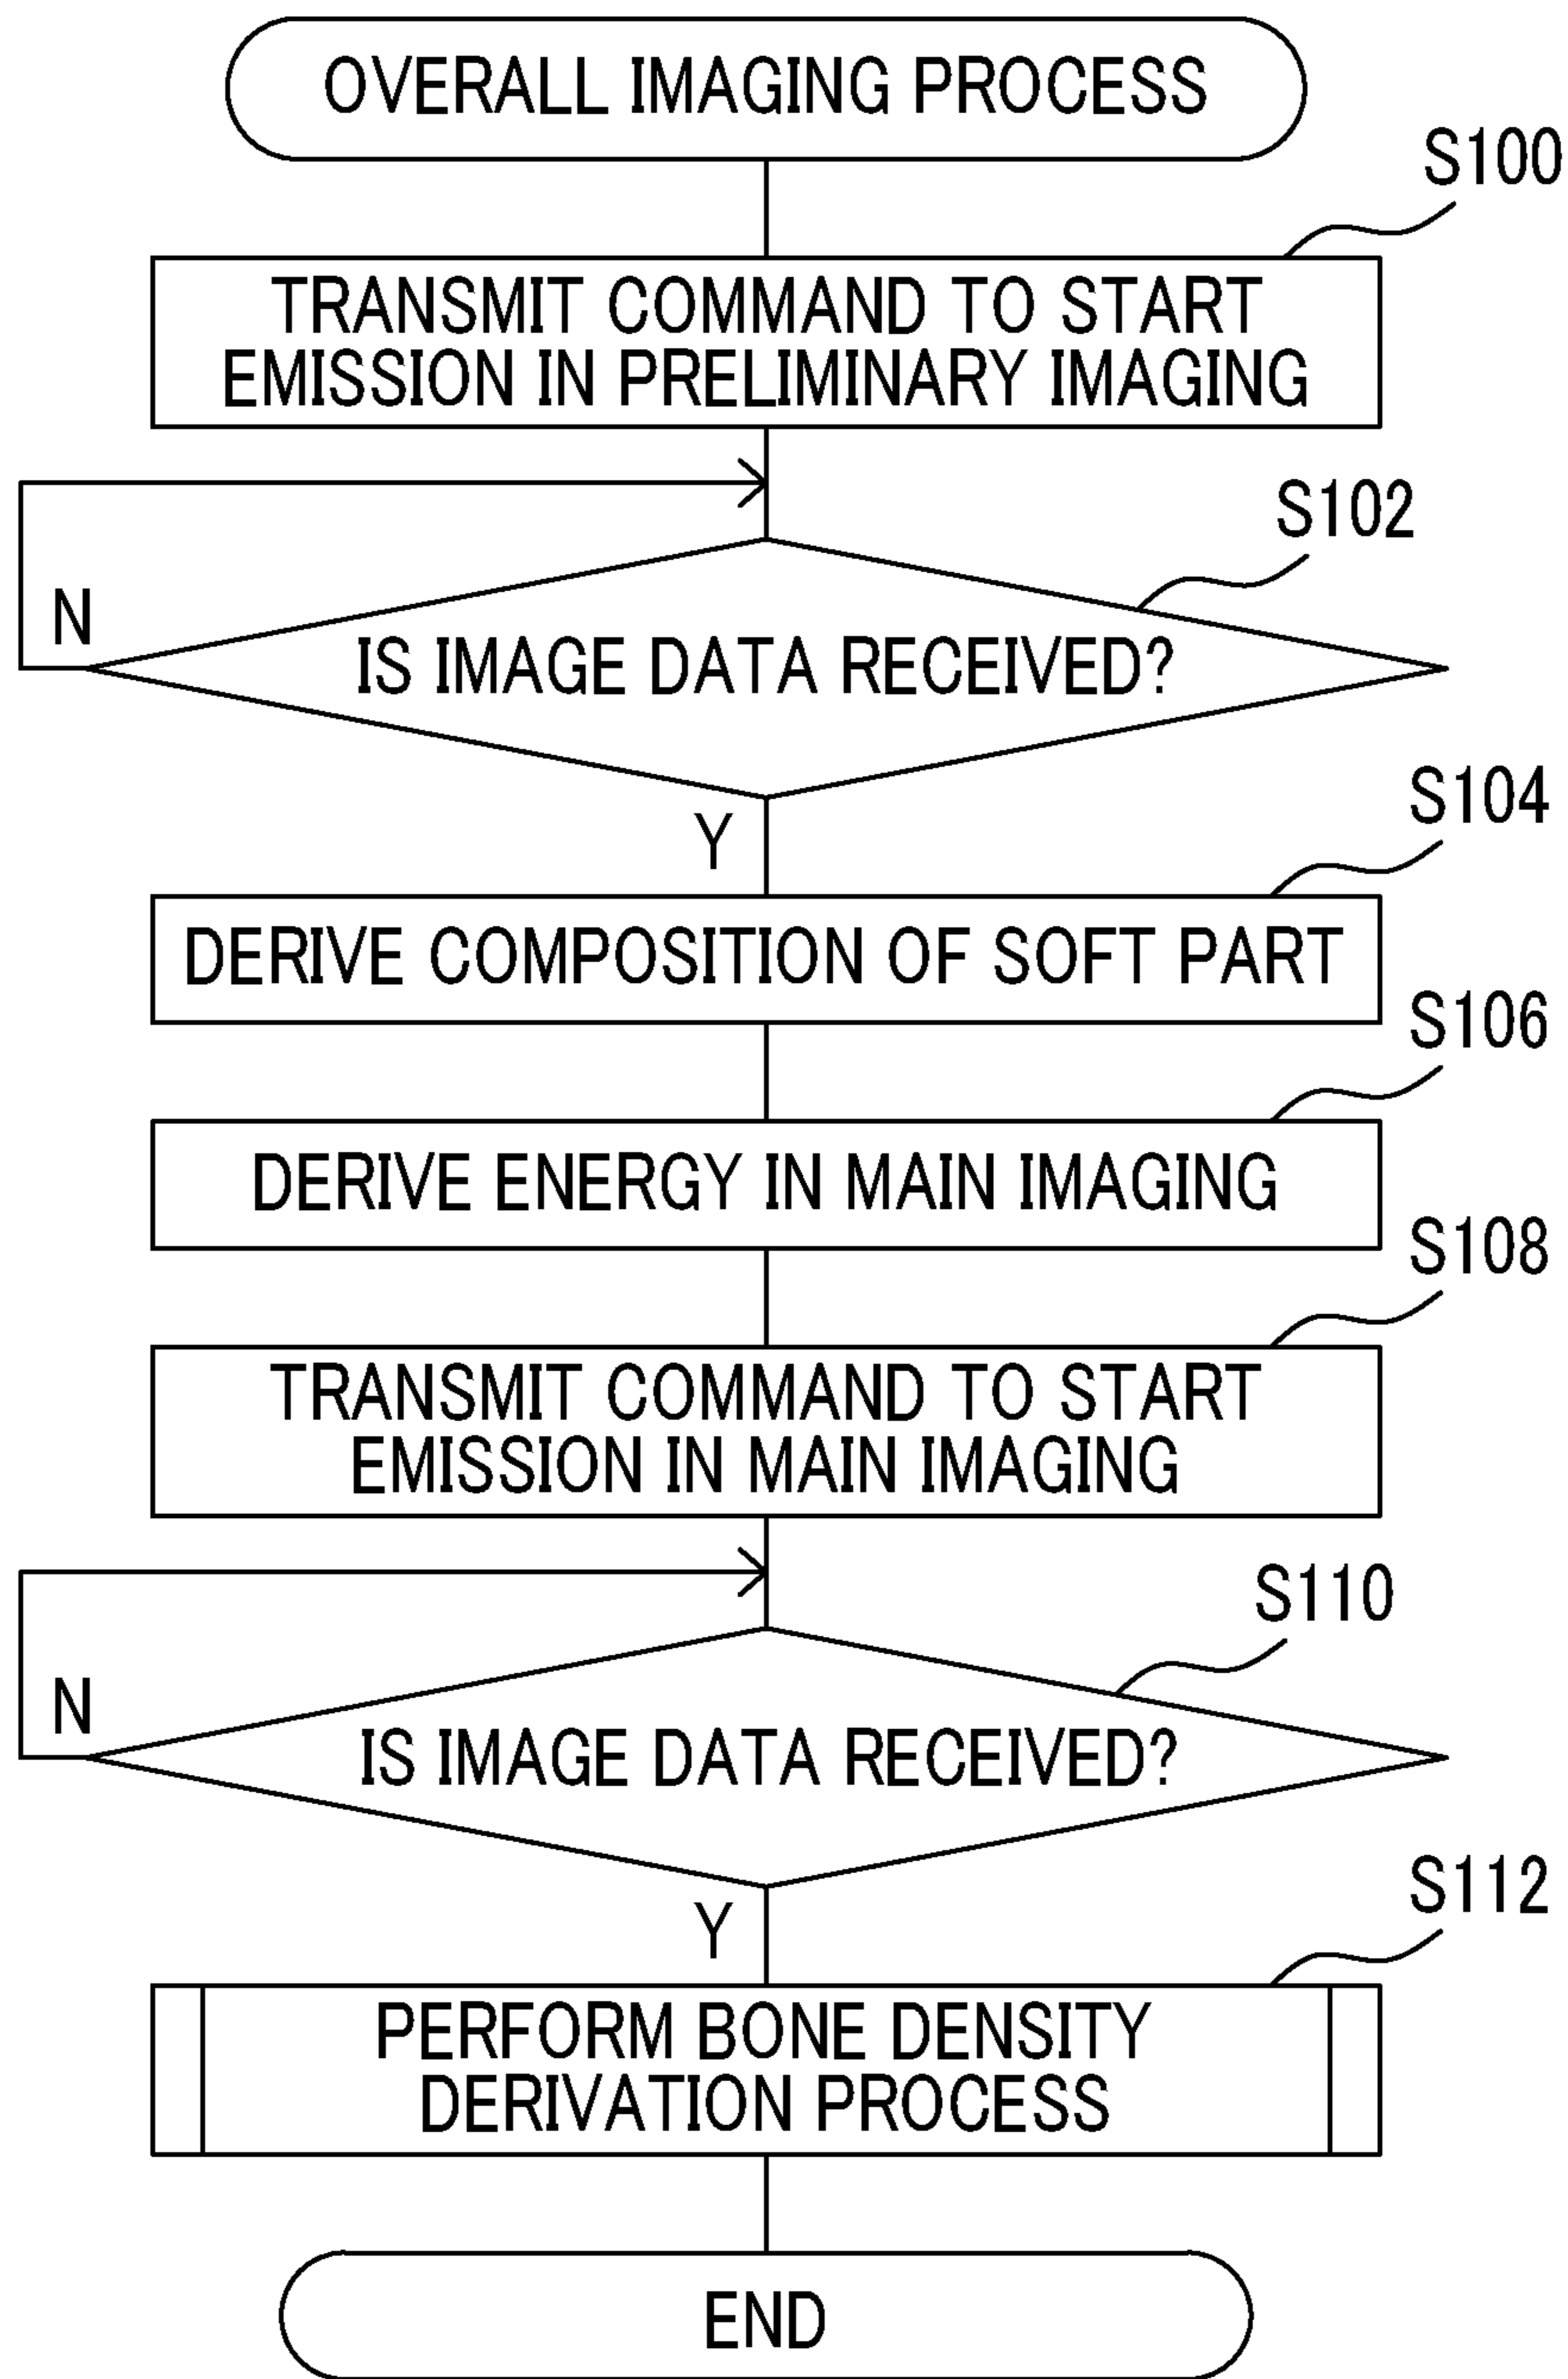 OVERALL IMAGING PROCESS
S100
TRANSMIT COMMAND TO START
EMISSION IN PRELIMINARY IMAGING
S102
N
IS IMAGE DATA RECEIVED?
Y
S104
DERIVE COMPOSITION OF SOFT PART
S106
DERIVE ENERGY IN MAIN IMAGING
S108
TRANSMIT COMMAND TO START
EMISSION IN MAIN IMAGING
S110
N
IS IMAGE DATA RECEIVED?
Y
S112
PERFORM BONE DENSITY
DERIVATION PROCESS
END